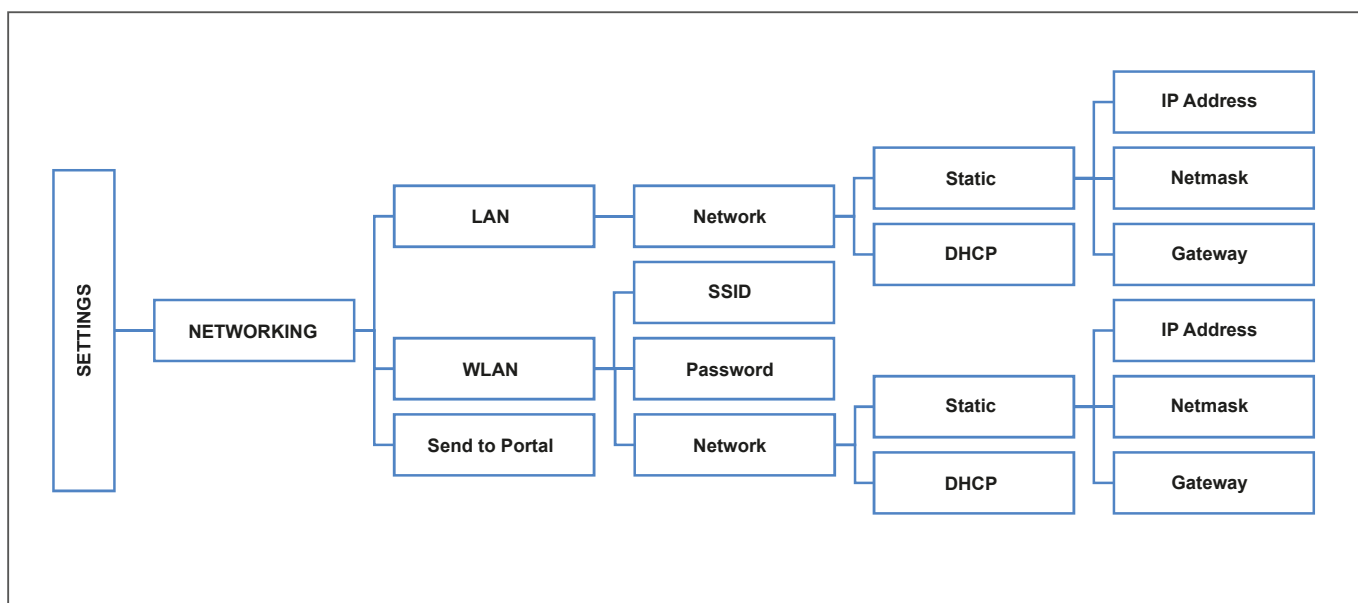 SETTINGS
NETWORKING
LAN
Network
Static
IP Address
Netmask
Gateway
DHCP
WLAN
SSID
Password
Network
Static
IP Address
Netmask
Gateway
DHCP
Send to Portal